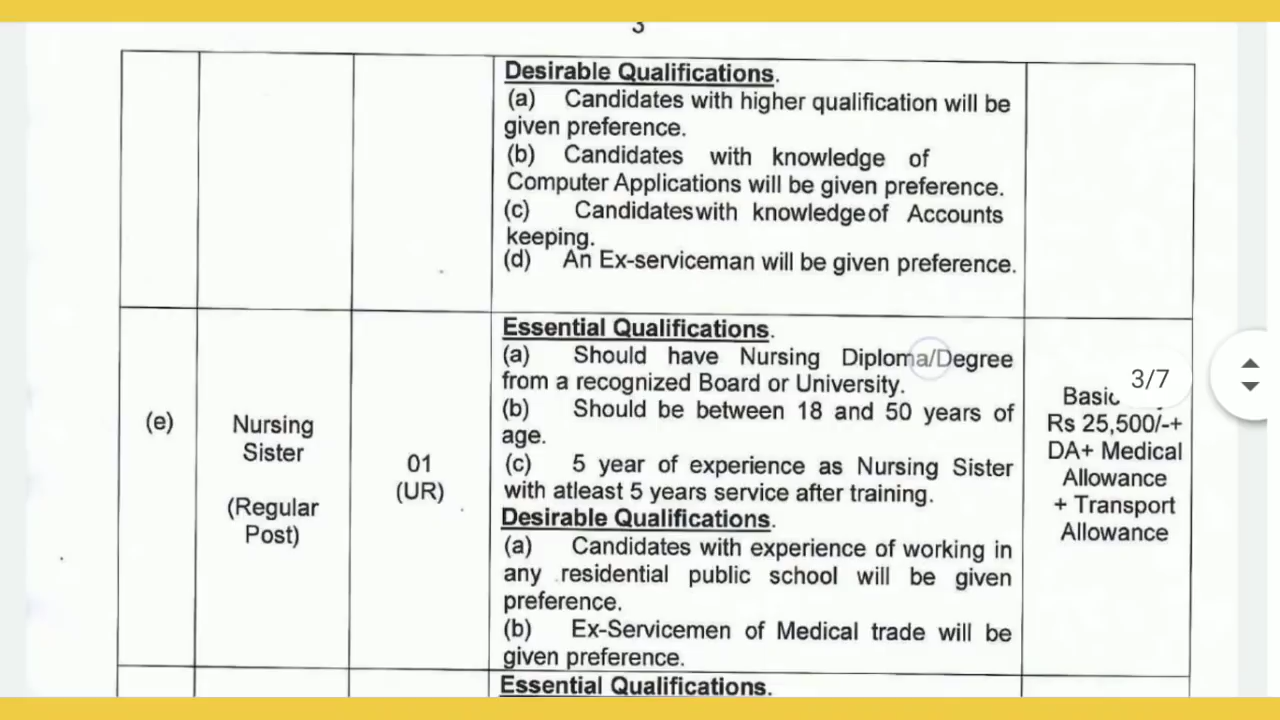 3
Desirable Qualifications.
(a) Candidates with higher qualification will be
given preference.
(b) Candidates with knowledge of
Computer Applications will be given preference.
(c) Candidates with knowledge of Accounts
keeping.
(d) An Ex-serviceman will be given preference.
(e)
Nursing
Sister
(Regular
Post)
01
(UR)
Essential Qualifications.
(a) Should have Nursing Diploma/Degree
from a recognized Board or University.
(b) Should be between 18 and 50 years of
age.
(c) 5 year of experience as Nursing Sister
with atleast 5 years service after training.
Desirable Qualifications.
(a) Candidates with experience of working in
any residential public school will be given
preference.
(b) Ex-Servicemen of Medical trade will be
given preference.
Basic
Rs 25,500/-+
DA+ Medical
Allowance
+ Transport
Allowance
3/7
Essential Qualifications.